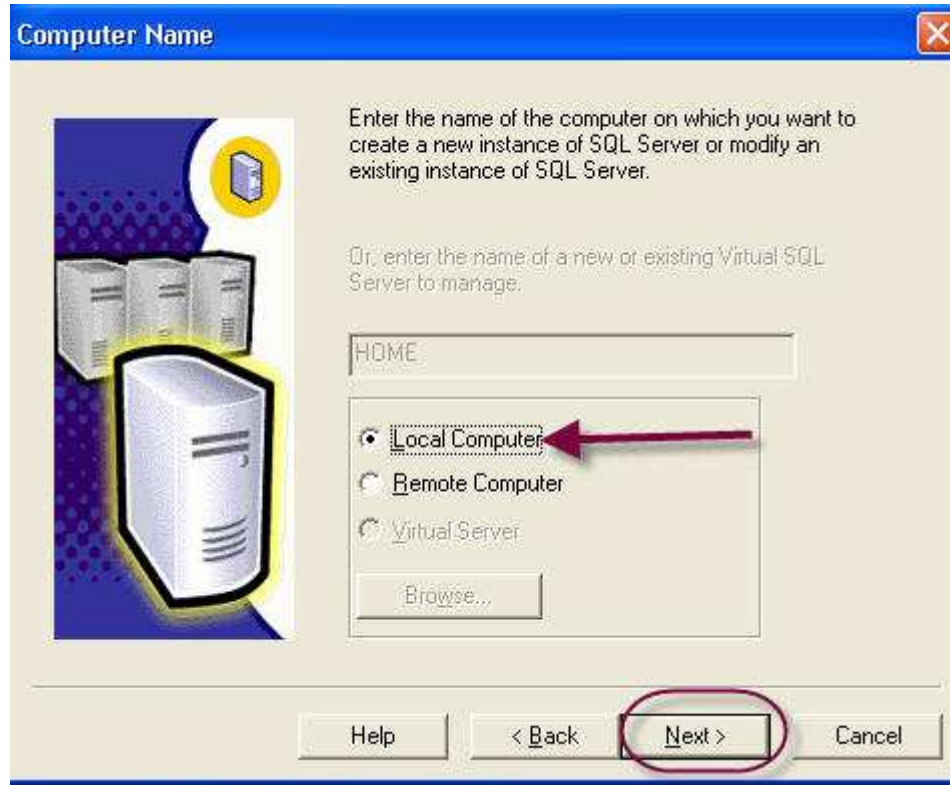 Computer Name
Enter the name of the computer on which you want to
create a new instance of SQL Server or modify an
existing instance of SQL Server.
Or, enter the name of a new or existing Virtual SQL
Server to manage.
HOME
Local Computer
Remote Computer
Virtual Server
Browse...
Help
< Back
Next >
Cancel